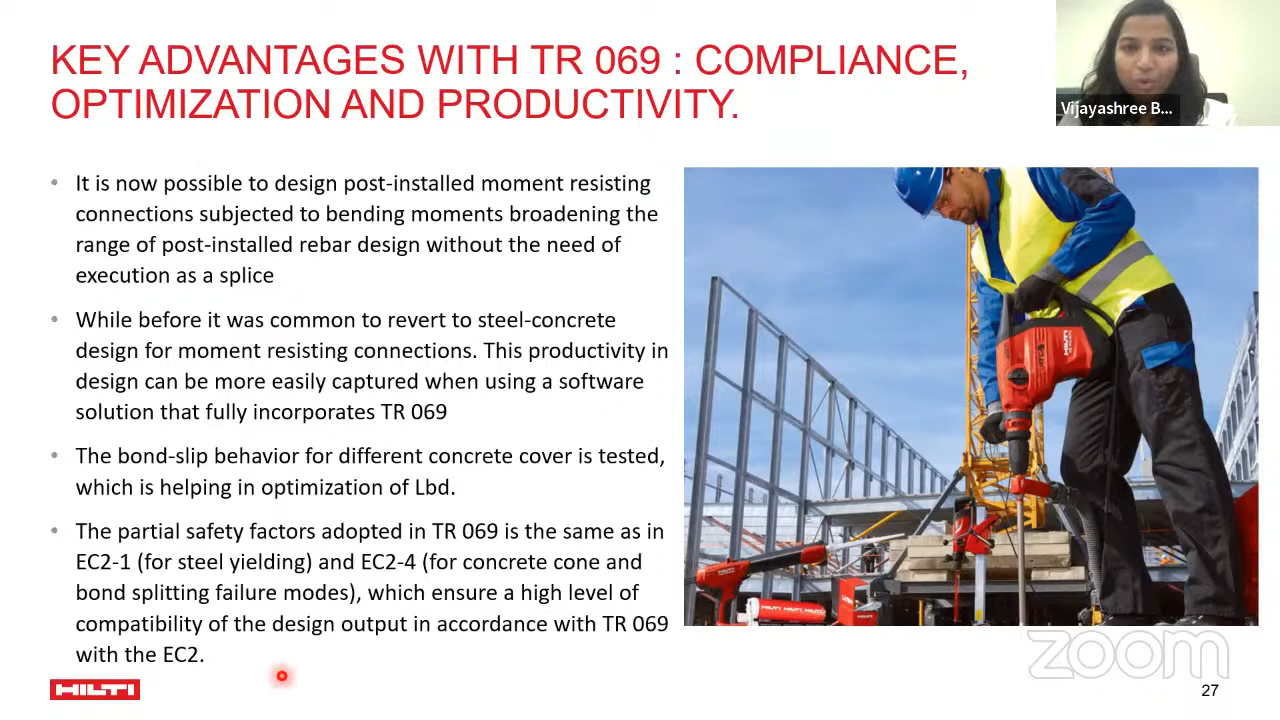 KEY ADVANTAGES WITH TR 069 : COMPLIANCE,
OPTIMIZATION AND PRODUCTIVITY.
Vijayashree B...
• It is now possible to design post-installed moment resisting
connections subjected to bending moments broadening the
range of post-installed rebar design without the need of
execution as a splice
• While before it was common to revert to steel-concrete
design for moment resisting connections. This productivity in
design can be more easily captured when using a software
solution that fully incorporates TR 069
• The bond-slip behavior for different concrete cover is tested,
which is helping in optimization of Lbd.
• The partial safety factors adopted in TR 069 is the same as in
EC2-1 (for steel yielding) and EC2-4 (for concrete cone and
bond splitting failure modes), which ensure a high level of
compatibility of the design output in accordance with TR 069
with the EC2.
HILTI
HILTI HILTI
zoom
HILTI
27